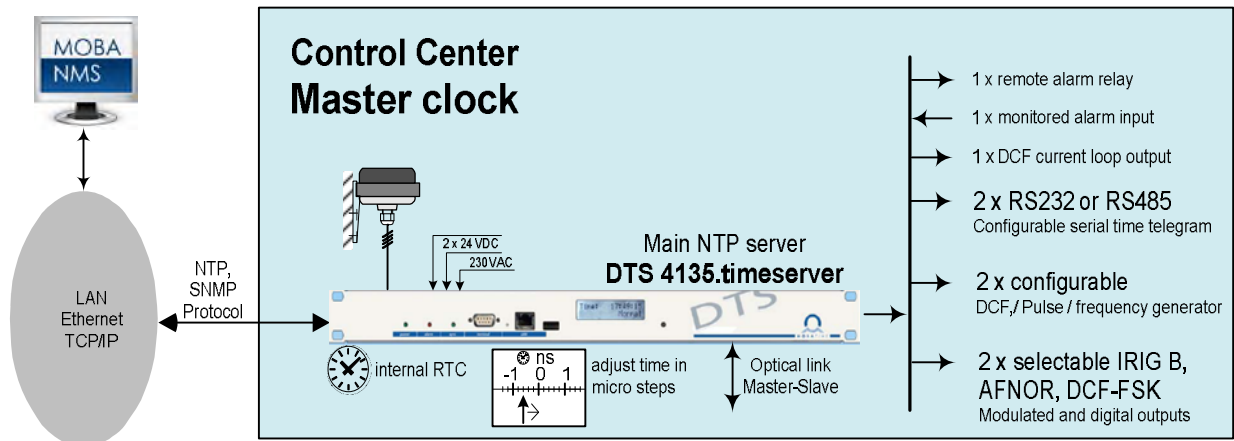 MOBA
NMS
LAN
Ethernet
TCP/IP
NTP,
SNMP
Protocol
Control Center
Master clock
2 x 24 VDC
230 VAC
Main NTP server
DTS 4135.timeserver
DTS
internal RTC
ns
-1 0 1
adjust time in
micro steps
Optical link
Master-Slave
1 x remote alarm relay
1 x monitored alarm input
1 x DCF current loop output
2 x RS232 or RS485
Configurable serial time telegram
2 x configurable
DCF,/ Pulse / frequency generator
2 x selectable IRIG B,
AFNOR, DCF-FSK
Modulated and digital outputs